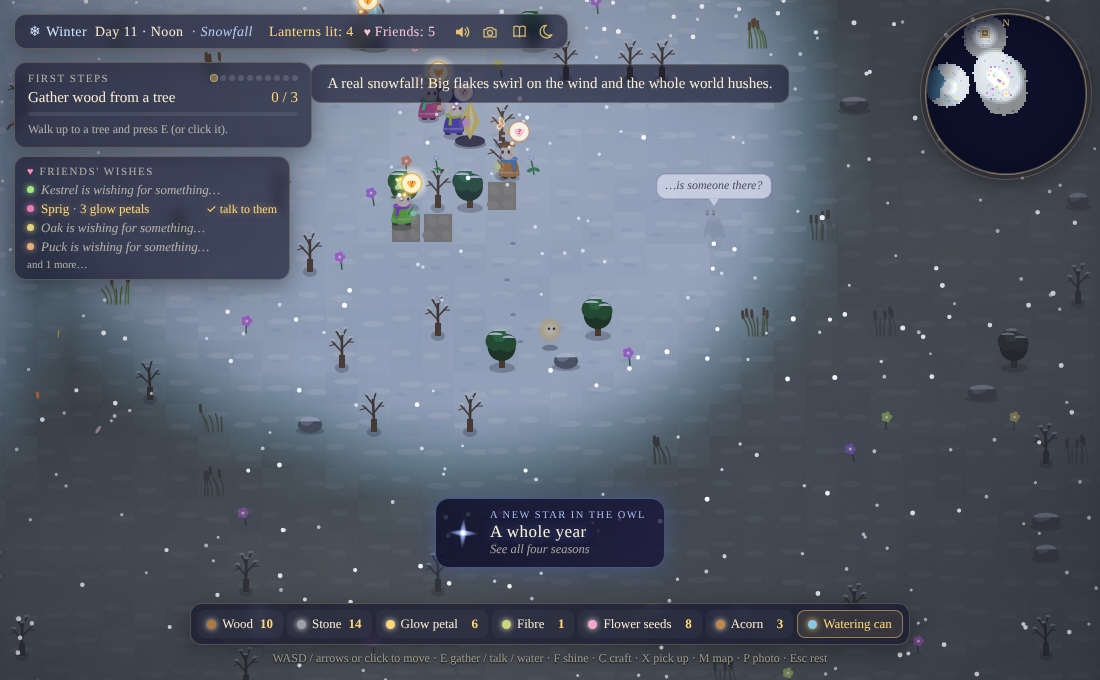 ❄ Winter Day 11 · Noon · Snowfall Lanterns lit: 4 ♥ Friends: 5
N
FIRST STEPS
Gather wood from a tree 0 / 3
Walk up to a tree and press E (or click it).
A real snowfall! Big flakes swirl on the wind and the whole world hushes.
♥ FRIENDS' WISHES
Kestrel is wishing for something…
Sprig · 3 glow petals ✓ talk to them
Oak is wishing for something…
Puck is wishing for something…
and 1 more…
…is someone there?
A NEW STAR IN THE OWL
A whole year
See all four seasons
Wood 10 Stone 14 Glow petal 6 Fibre 1 Flower seeds 8 Acorn 3 Watering can
WASD / arrows or click to move · E gather / talk / water · F shine · C craft · X pick up · M map · P photo · Esc rest